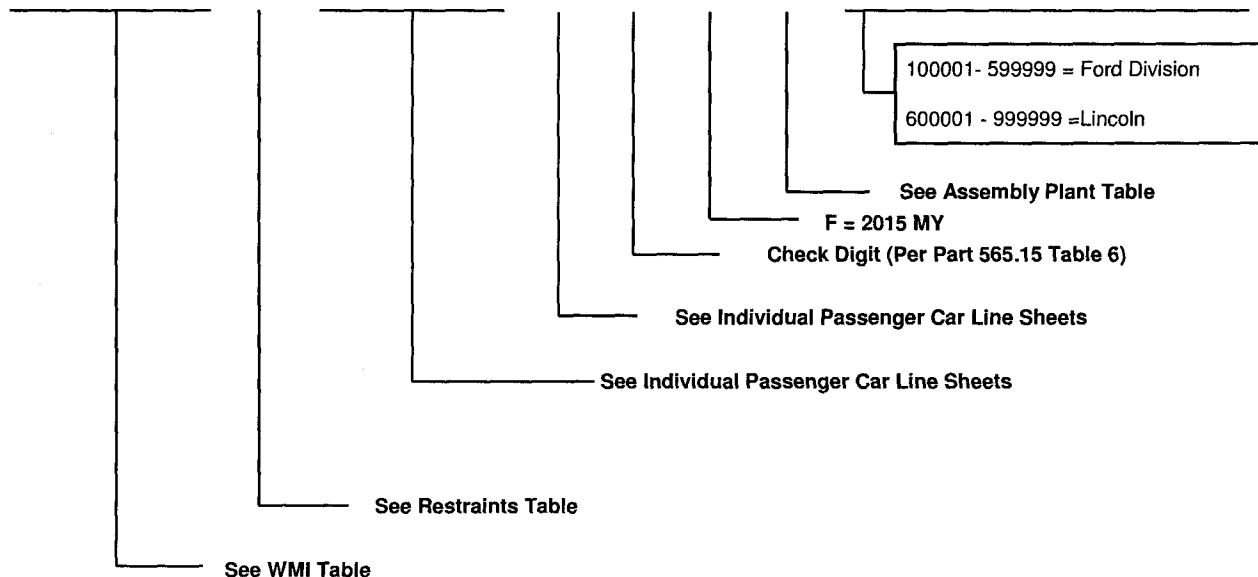 100001- 599999 = Ford Division
600001 - 999999 =Lincoln
See Assembly Plant Table
F = 2015 MY
Check Digit (Per Part 565.15 Table 6)
See Individual Passenger Car Line Sheets
See Individual Passenger Car Line Sheets
See Restraints Table
See WMI Table